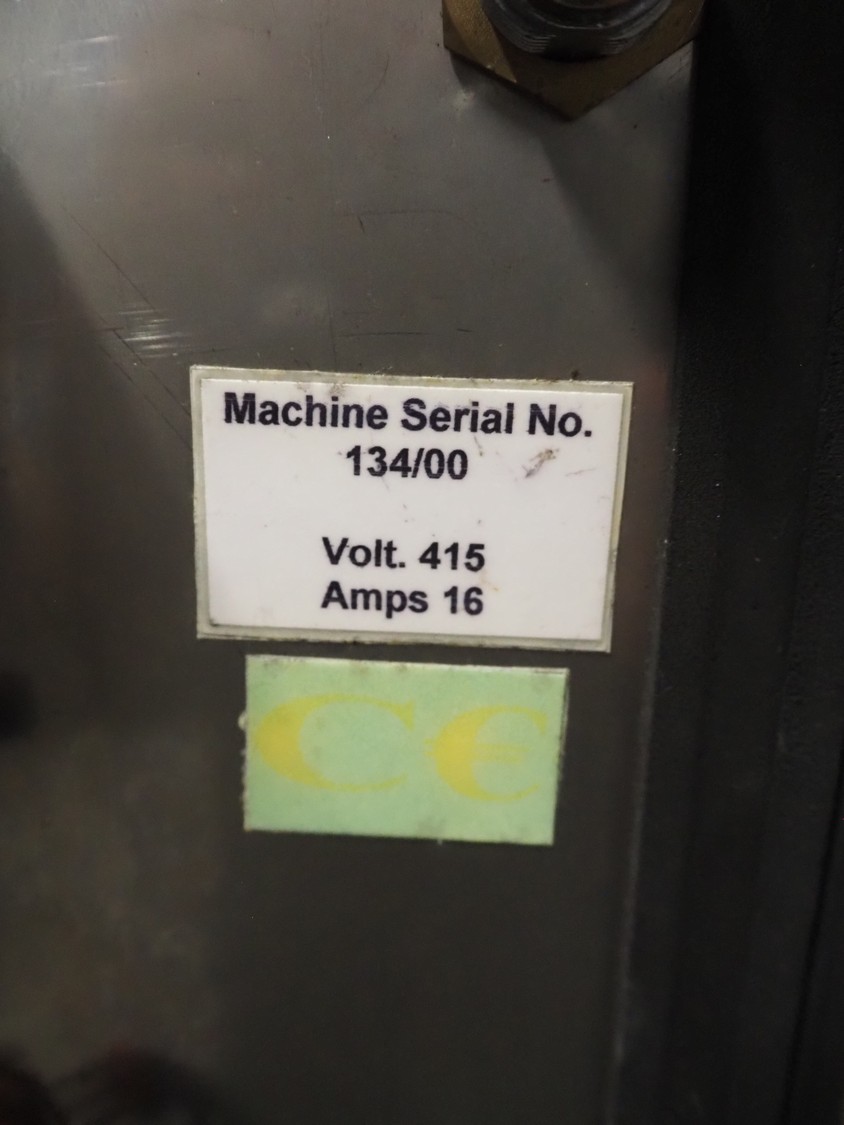 Machine Serial No.
134/00
Volt. 415
Amps 16
CE